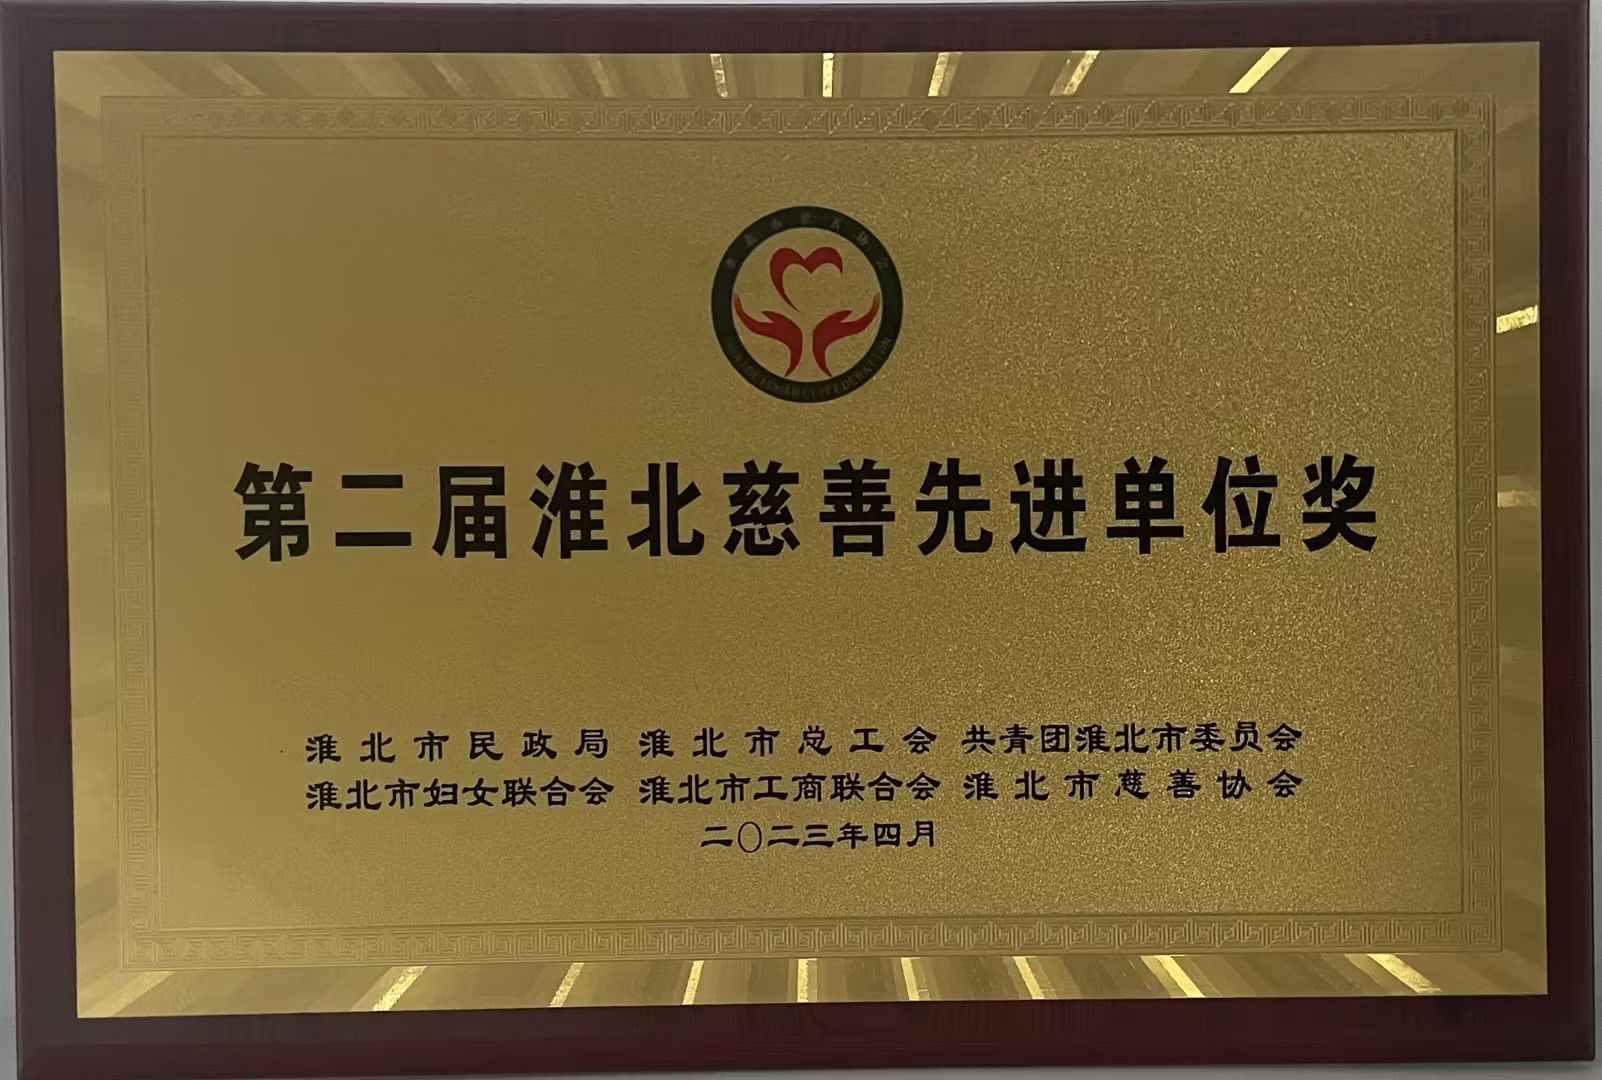 第二届淮北慈善先进单位奖
淮北市民政局 淮北市总工会 共青团淮北市委员会
淮北市妇女联合会 淮北市工商联合会 淮北市慈善协会
二〇二三年四月